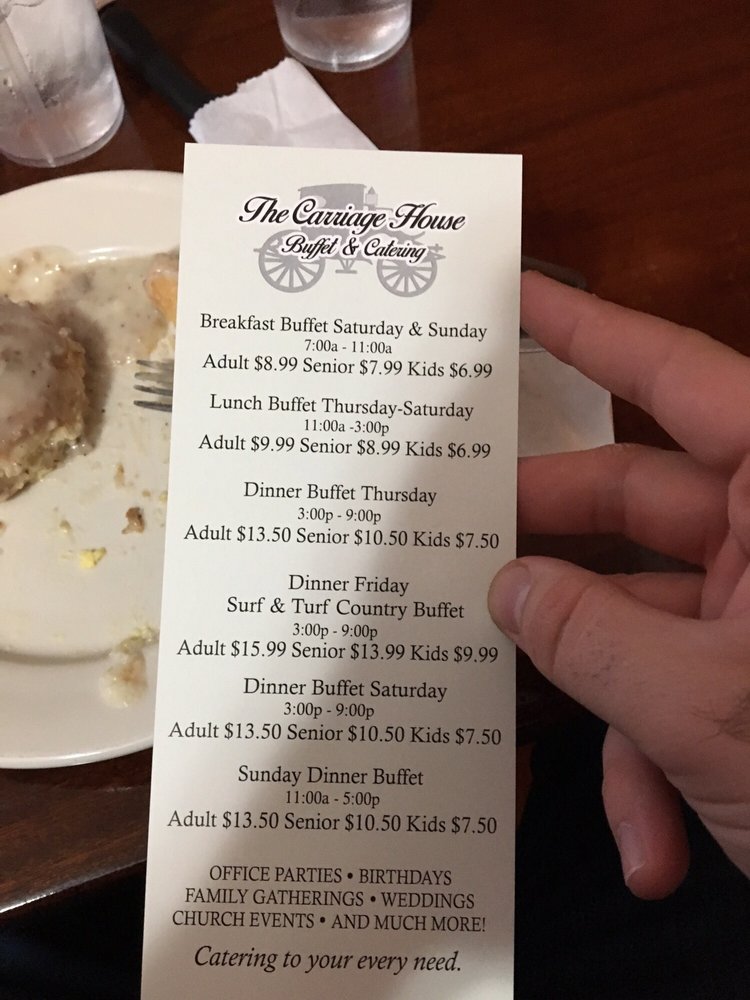 The Carriage House
Buffet & Catering
Breakfast Buffet Saturday & Sunday
7:00a - 11:00a
Adult $8.99 Senior $7.99 Kids $6.99
Lunch Buffet Thursday-Saturday
11:00a -3:00p
Adult $9.99 Senior $8.99 Kids $6.99
Dinner Buffet Thursday
3:00p - 9:00p
Adult $13.50 Senior $10.50 Kids $7.50
Dinner Friday
Surf & Turf Country Buffet
3:00p - 9:00p
Adult $15.99 Senior $13.99 Kids $9.99
Dinner Buffet Saturday
3:00p - 9:00p
Adult $13.50 Senior $10.50 Kids $7.50
Sunday Dinner Buffet
11:00a - 5:00p
Adult $13.50 Senior $10.50 Kids $7.50
OFFICE PARTIES • BIRTHDAYS
FAMILY GATHERINGS • WEDDINGS
CHURCH EVENTS • AND MUCH MORE!
Catering to your every need.